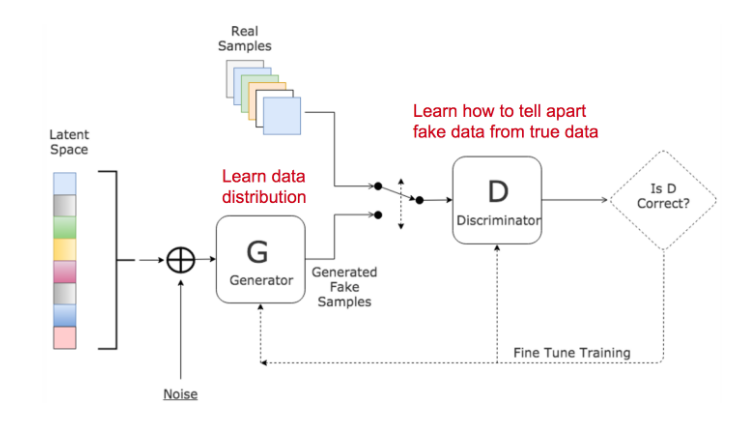 Real
Samples
Learn how to tell apart
fake data from true data
Latent
Space
Learn data
distribution
D
Discriminator
Is D
Correct?
G
Generator
Generated
Fake
Samples
Fine Tune Training
Noise